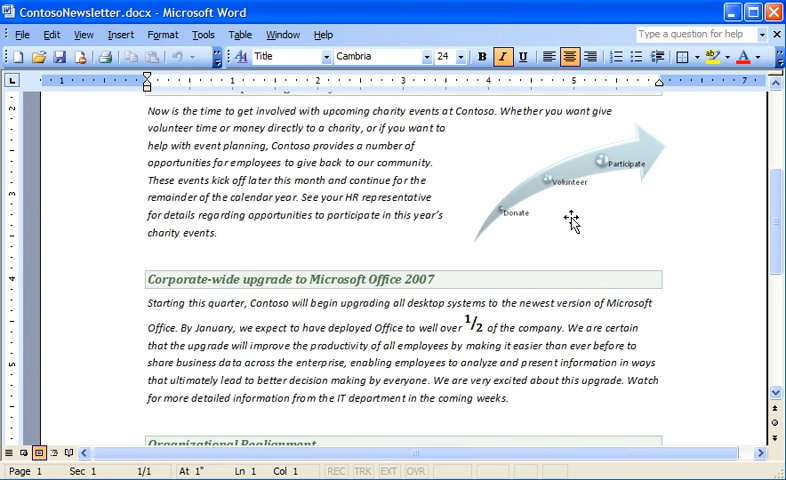 ContosoNewsletter.docx - Microsoft Word
File Edit View Insert Format Tools Table Window Help Type a question for help
Title Cambria 24 B I U
1 1 2 3 4 5 7
Now is the time to get involved with upcoming charity events at Contoso. Whether you want give
volunteer time or money directly to a charity, or if you want to
help with event planning, Contoso provides a number of
opportunities for employees to give back to our community.
These events kick off later this month and continue for the
remainder of the calendar year. See your HR representative
for details regarding opportunities to participate in this year's
charity events.
Participate
Volunteer
Donate
Corporate-wide upgrade to Microsoft Office 2007
Starting this quarter, Contoso will begin upgrading all desktop systems to the newest version of Microsoft
Office. By January, we expect to have deployed Office to well over 1/2 of the company. We are certain
that the upgrade will improve the productivity of all employees by making it easier than ever before to
share business data across the enterprise, enabling employees to analyze and present information in ways
that ultimately lead to better decision making by everyone. We are very excited about this upgrade. Watch
for more detailed information from the IT department in the coming weeks.
Organizational Realignment
Page 1 Sec 1 1/1 At 1" Ln 1 Col 1 REC TRK EXT OVR